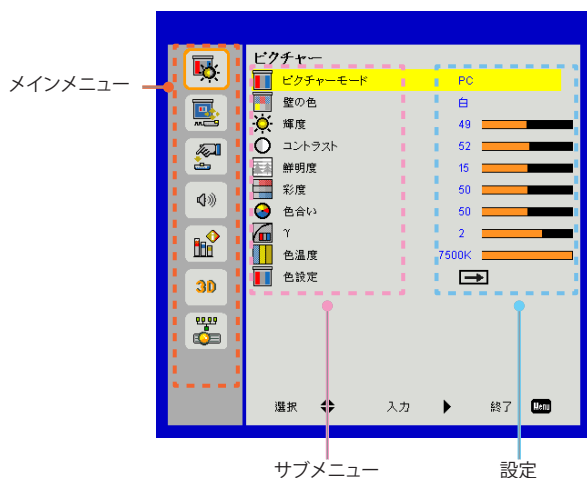 ピクチャー
メインメニュー
ピクチャーモード PC
壁の色 白
輝度 49
コントラスト 52
鮮明度 15
彩度 50
色合い 50
γ 2
色温度 7500K
色設定
3D
選択 入力 終了 Menu
サブメニュー 設定